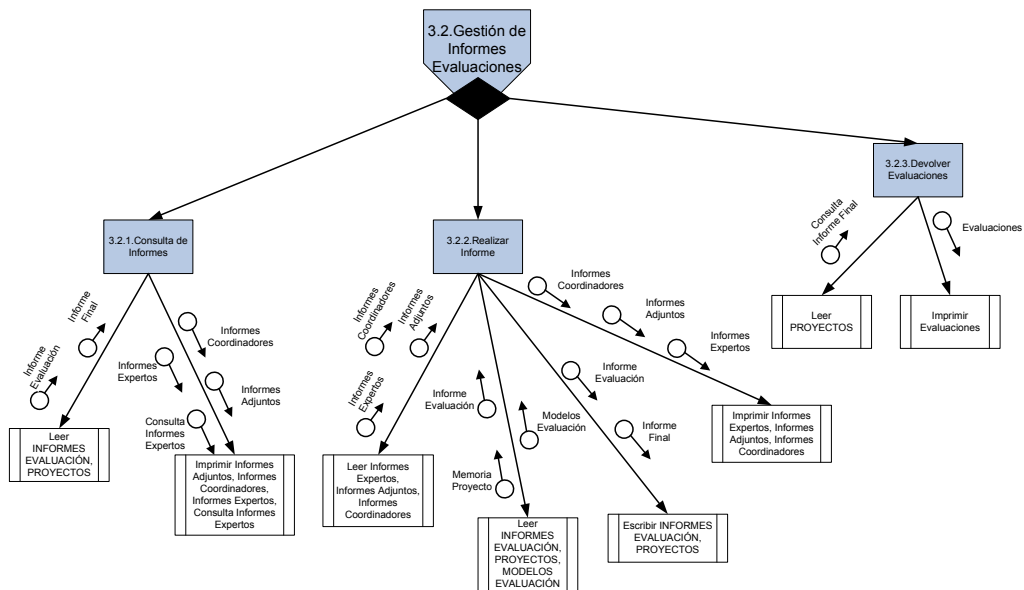 3.2.Gestión de
Informes
Evaluaciones
3.2.1.Consulta de
Informes
Informe
Evaluación
Informe
Final
Leer
INFORMES
EVALUACIÓN,
PROYECTOS
Informes
Coordinadores
Informes
Expertos
Informes
Adjuntos
Consulta
Informes
Expertos
Imprimir Informes
Adjuntos, Informes
Coordinadores,
Informes Expertos,
Consulta Informes
Expertos
3.2.2.Realizar
Informe
Informes
Coordinadores
Informes
Adjuntos
Informes
Expertos
Leer Informes
Expertos,
Informes Adjuntos,
Informes
Coordinadores
Informe
Evaluación
Modelos
Evaluación
Memoria
Proyecto
Leer
INFORMES
EVALUACIÓN,
PROYECTOS,
MODELOS
EVALUACIÓN
Informe
Evaluación
Informe
Final
Escribir INFORMES
EVALUACIÓN,
PROYECTOS
Informes
Coordinadores
Informes
Adjuntos
Informes
Expertos
Imprimir Informes
Expertos, Informes
Adjuntos, Informes
Coordinadores
3.2.3.Devolver
Evaluaciones
Consulta
Informe Final
Evaluaciones
Leer
PROYECTOS
Imprimir
Evaluaciones